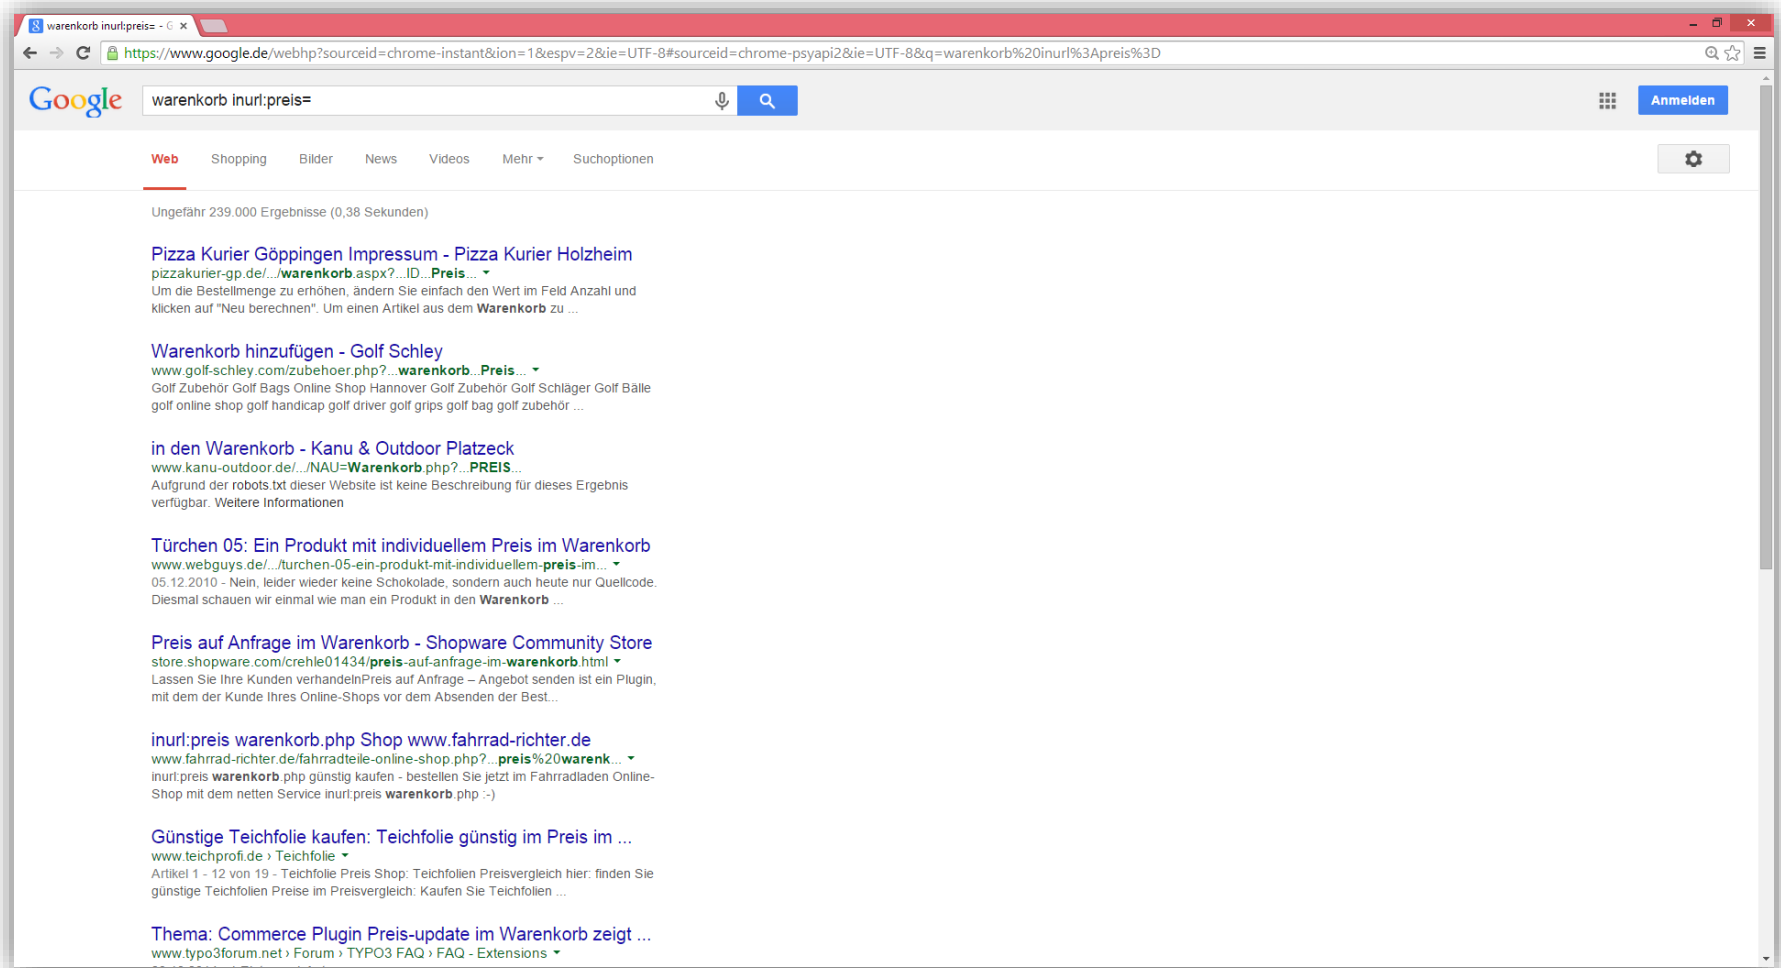 warenkorb inurl:preis= - G
https://www.google.de/webhp?sourceid=chrome-instant&ion=1&espv=2&ie=UTF-8#sourceid=chrome-psyapi2&ie=UTF-8&q=warenkorb%20inurl%3Apreis%3D
Google warenkorb inurl:preis= Anmelden
Web Shopping Bilder News Videos Mehr Suchoptionen
Ungefähr 239.000 Ergebnisse (0,38 Sekunden)
Pizza Kurier Göppingen Impressum - Pizza Kurier Holzheim
pizzakurier-gp.de/.../warenkorb.aspx?...ID...Preis...
Um die Bestellmenge zu erhöhen, ändern Sie einfach den Wert im Feld Anzahl und
klicken auf "Neu berechnen". Um einen Artikel aus dem Warenkorb zu ...
Warenkorb hinzufügen - Golf Schley
www.golf-schley.com/zubehoer.php?...warenkorb...Preis...
Golf Zubehör Golf Bags Online Shop Hannover Golf Zubehör Golf Schläger Golf Bälle
golf online shop golf handicap golf driver golf grips golf bag golf zubehör ...
in den Warenkorb - Kanu & Outdoor Platzeck
www.kanu-outdoor.de/.../NAU=Warenkorb.php?...PREIS...
Aufgrund der robots.txt dieser Website ist keine Beschreibung für dieses Ergebnis
verfügbar. Weitere Informationen
Türchen 05: Ein Produkt mit individuellem Preis im Warenkorb
www.webguys.de/.../turchen-05-ein-produkt-mit-individuellem-preis-im...
05.12.2010 - Nein, leider wieder keine Schokolade, sondern auch heute nur Quellcode.
Diesmal schauen wir einmal wie man ein Produkt in den Warenkorb ...
Preis auf Anfrage im Warenkorb - Shopware Community Store
store.shopware.com/crehle01434/preis-auf-anfrage-im-warenkorb.html
Lassen Sie Ihre Kunden verhandelnPreis auf Anfrage – Angebot senden ist ein Plugin,
mit dem der Kunde Ihres Online-Shops vor dem Absenden der Best...
inurl:preis warenkorb.php Shop www.fahrrad-richter.de
www.fahrrad-richter.de/fahrradteile-online-shop.php?...preis%20warenk...
inurl:preis warenkorb.php günstig kaufen - bestellen Sie jetzt im Fahrradladen Online-
Shop mit dem netten Service inurl:preis warenkorb.php :-)
Günstige Teichfolie kaufen: Teichfolie günstig im Preis im ...
www.teichprofi.de › Teichfolie
Artikel 1 - 12 von 19 - Teichfolie Preis Shop: Teichfolien Preisvergleich hier: finden Sie
günstige Teichfolien Preise im Preisvergleich: Kaufen Sie Teichfolien ...
Thema: Commerce Plugin Preis-update im Warenkorb zeigt ...
www.typo3forum.net › Forum › TYPO3 FAQ › FAQ - Extensions